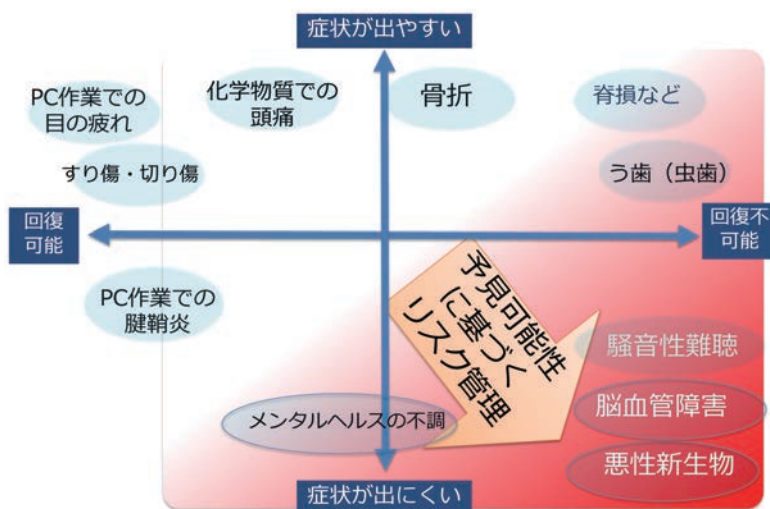 症状が出やすい
PC作業での
目の疲れ
化学物質での
頭痛
骨折
脊損など
すり傷・切り傷
う歯（虫歯）
回復
可能
回復不
可能
PC作業での
腱鞘炎
予見可能性
に基づく
リスク管理
騒音性難聴
メンタルヘルスの不調
脳血管障害
悪性新生物
症状が出にくい